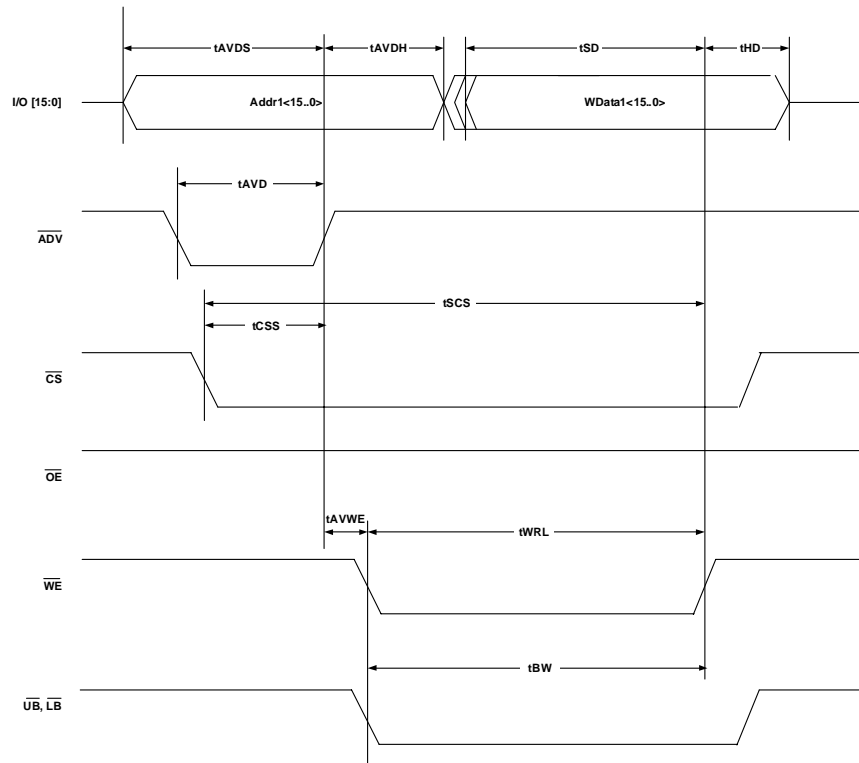 tAVDS tAVDH tSD tHD
I/O [15:0] Addr1<15..0> WData1<15..0>
tAVD
ADV
tSCS
tCSS
CS
OE
tAVWE tWRL
WE
tBW
UB, LB